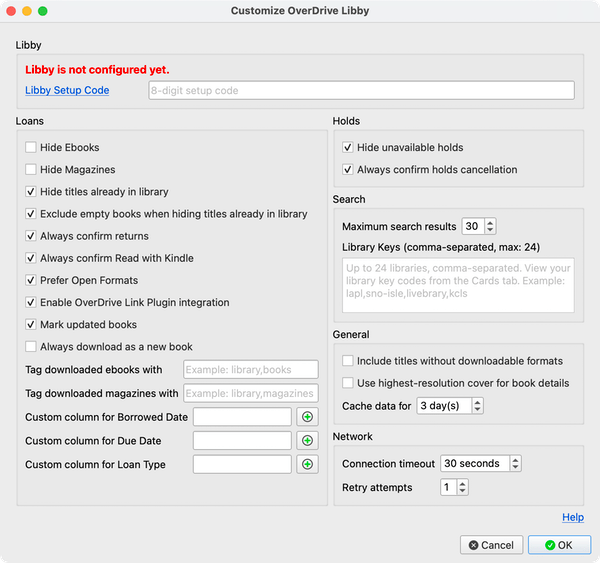 Customize OverDrive Libby
Libby
Libby is not configured yet.
Libby Setup Code
8-digit setup code
Loans
Hide Ebooks
Hide Magazines
Hide titles already in library
Exclude empty books when hiding titles already in library
Always confirm returns
Always confirm Read with Kindle
Prefer Open Formats
Enable OverDrive Link Plugin integration
Mark updated books
Always download as a new book
Tag downloaded ebooks with
Example: library,books
Tag downloaded magazines with
Example: library,magazines
Custom column for Borrowed Date
Custom column for Due Date
Custom column for Loan Type
Holds
Hide unavailable holds
Always confirm holds cancellation
Search
Maximum search results
30
Library Keys (comma-separated, max: 24)
Up to 24 libraries, comma-separated. View your
library key codes from the Cards tab. Example:
lapl,sno-isle,livebrary,kcls
General
Include titles without downloadable formats
Use highest-resolution cover for book details
Cache data for
3 day(s)
Network
Connection timeout
30 seconds
Retry attempts
1
Help
Cancel
OK